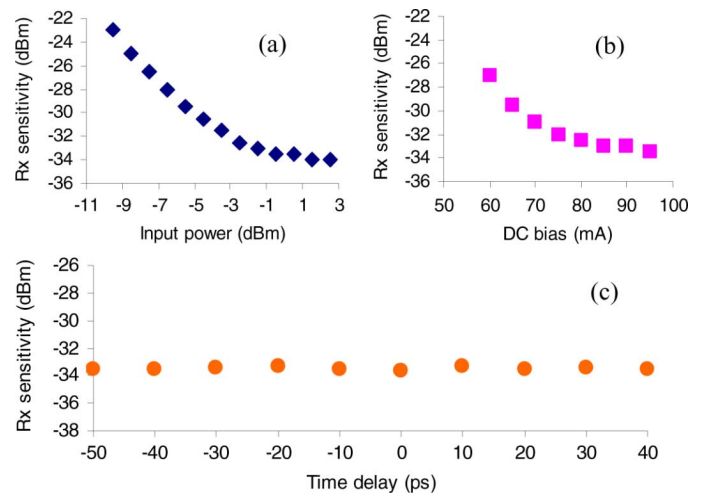 (a)
Rx sensitivity (dBm)
-22
-24
-26
-28
-30
-32
-34
-36
-11 -9 -7 -5 -3 -1 1 3
Input power (dBm)
(b)
Rx sensitivity (dBm)
-22
-24
-26
-28
-30
-32
-34
-36
50 60 70 80 90 100
DC bias (mA)
(c)
Rx sensitivity (dBm)
-26
-28
-30
-32
-34
-36
-38
-50 -40 -30 -20 -10 0 10 20 30 40
Time delay (ps)